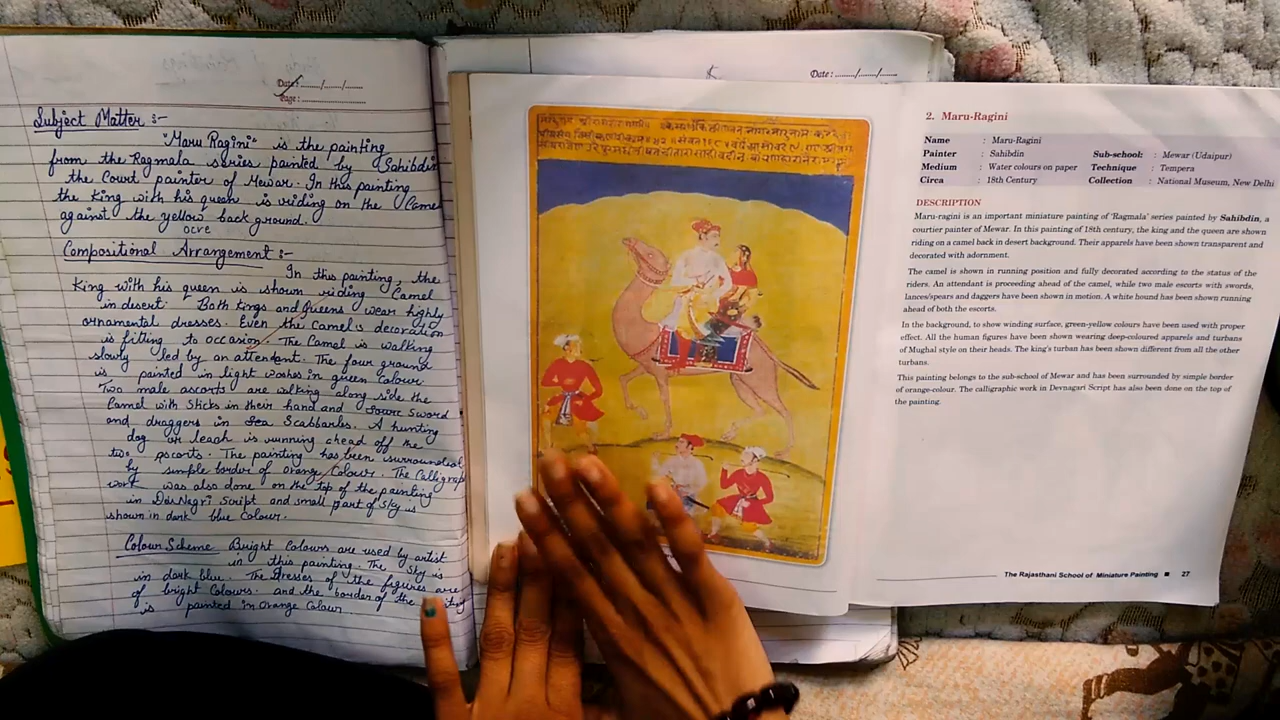 Date : ......../......../........
Page : ........................
Subject Matter :-
"Maru Ragini" is the painting
from the Ragmala series painted by Sahibdin
the Court painter of Mewar. In this painting
the King with his queen is riding on the Camel
against the yellow back ground.
ocre
Compositional Arrangement :-
In this painting, the
King with his queen is shown riding Camel
in desert. Both Kings and Queens wear highly
ornamental dresses. Even the Camel's decoration
is fitting to occasion. The Camel is walking
slowly led by an attendant. The four ground
is painted in light washes in green Colour.
Two male ascorts are walking along side the
Camel with Sticks in their hand and Sword
and draggers in Scabbarks. A hunting
dog or leach is running ahead off the
two escorts. The painting has been surrounded
by simple border of orange Colour. The Calligraph
work was also done on the top of the painting
in DevNagri Script and small part of Sky is
shown in dark blue Colour.
Colour Scheme Bright Colours are used by artist
in this painting. The Sky is
in dark blue. The dresses of the figures are
of bright Colours. and the border of the
is painted in Orange Colour.
Date : ......../......../........
2. Maru-Ragini
Name : Maru-Ragini
Painter : Sahibdin Sub-school: : Mewar (Udaipur)
Medium : Water colours on paper Technique : Tempera
Circa : 18th Century Collection : National Museum, New Delhi
DESCRIPTION
Maru-ragini is an important miniature painting of 'Ragmala' series painted by Sahibdin, a
courtier painter of Mewar. In this painting of 18th century, the king and the queen are shown
riding on a camel back in desert background. Their apparels have been shown transparent and
decorated with adornment.
The camel is shown in running position and fully decorated according to the status of the
riders. An attendant is proceeding ahead of the camel, while two male escorts with swords,
lances/spears and daggers have been shown in motion. A white hound has been shown running
ahead of both the escorts.
In the background, to show winding surface, green-yellow colours have been used with proper
effect. All the human figures have been shown wearing deep-coloured apparels and turbans
of Mughal style on their heads. The king's turban has been shown different from all the other
turbans.
This painting belongs to the sub-school of Mewar and has been surrounded by simple border
of orange-colour. The calligraphic work in Devnagari Script has also been done on the top of
the painting.
The Rajasthani School of Miniature Painting ■ 27